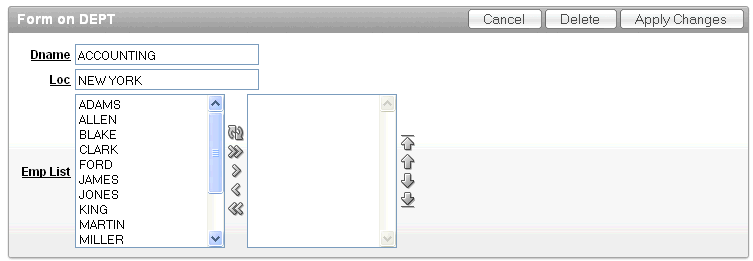 Form on DEPT Cancel Delete Apply Changes
Dname ACCOUNTING
Loc NEW YORK
ADAMS
ALLEN
BLAKE
CLARK
FORD
Emp List JAMES
JONES
KING
MARTIN
MILLER